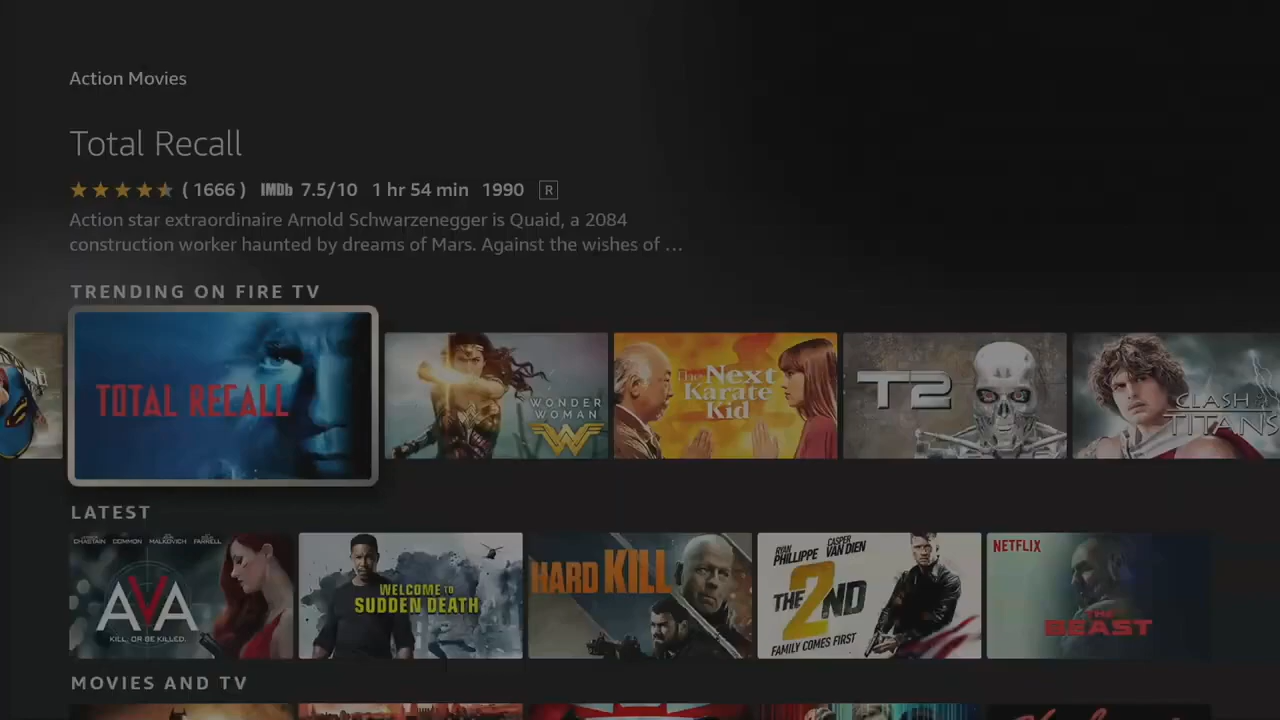 Action Movies
Total Recall
( 1666 ) IMDb 7.5/10 1 hr 54 min 1990 R
Action star extraordinaire Arnold Schwarzenegger is Quaid, a 2084
construction worker haunted by dreams of Mars. Against the wishes of ...
TRENDING ON FIRE TV
TOTAL RECALL
WONDER
WOMAN
The Next
Karate
Kid
T2
CLASH
TITANS
LATEST
CHASTAIN COMMON MALKOVICH FARRELL
AVA
KILL. OR BE KILLED.
WELCOME TO
SUDDEN DEATH
HARD KILL
RYAN PHILLIPPE CASPER VAN DIEN
THE 2ND
FAMILY COMES FIRST
NETFLIX
THE
BEAST
MOVIES AND TV